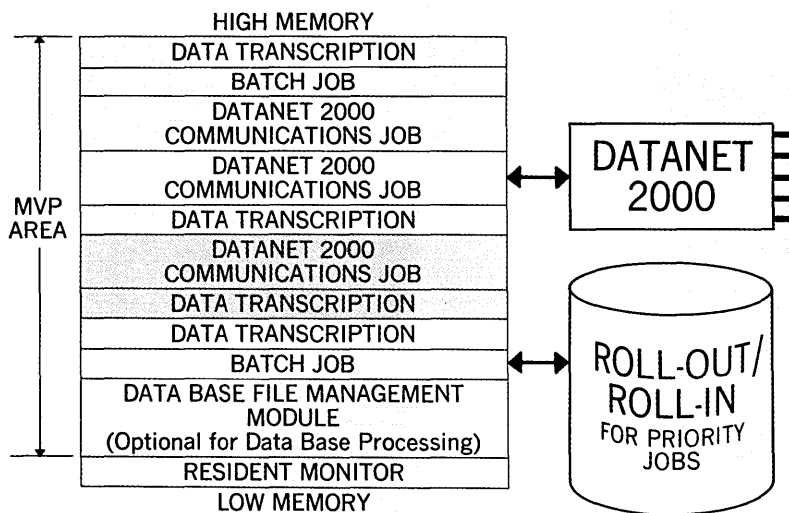 HIGH MEMORY
DATA TRANSCRIPTION
BATCH JOB
DATANET 2000
COMMUNICATIONS JOB
DATANET 2000
COMMUNICATIONS JOB
DATA TRANSCRIPTION
DATANET 2000
COMMUNICATIONS JOB
DATA TRANSCRIPTION
DATA TRANSCRIPTION
BATCH JOB
DATA BASE FILE MANAGEMENT
MODULE
(Optional for Data Base Processing)
RESIDENT MONITOR
LOW MEMORY
MVP
AREA
DATANET
2000
ROLL-OUT/
ROLL-IN
FOR PRIORITY
JOBS